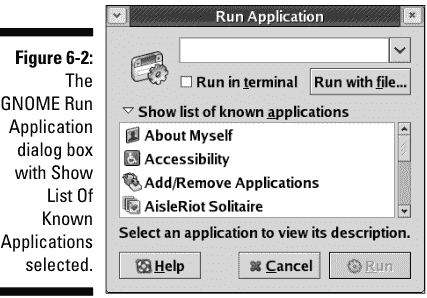 Figure 6-2:
The
GNOME Run
Application
dialog box
with Show
List Of
Known
Applications
selected.
Run Application
Run in terminal
Run with file...
Show list of known applications
About Myself
Accessibility
Add/Remove Applications
AisleRiot Solitaire
Select an application to view its description.
Help
Cancel
Run